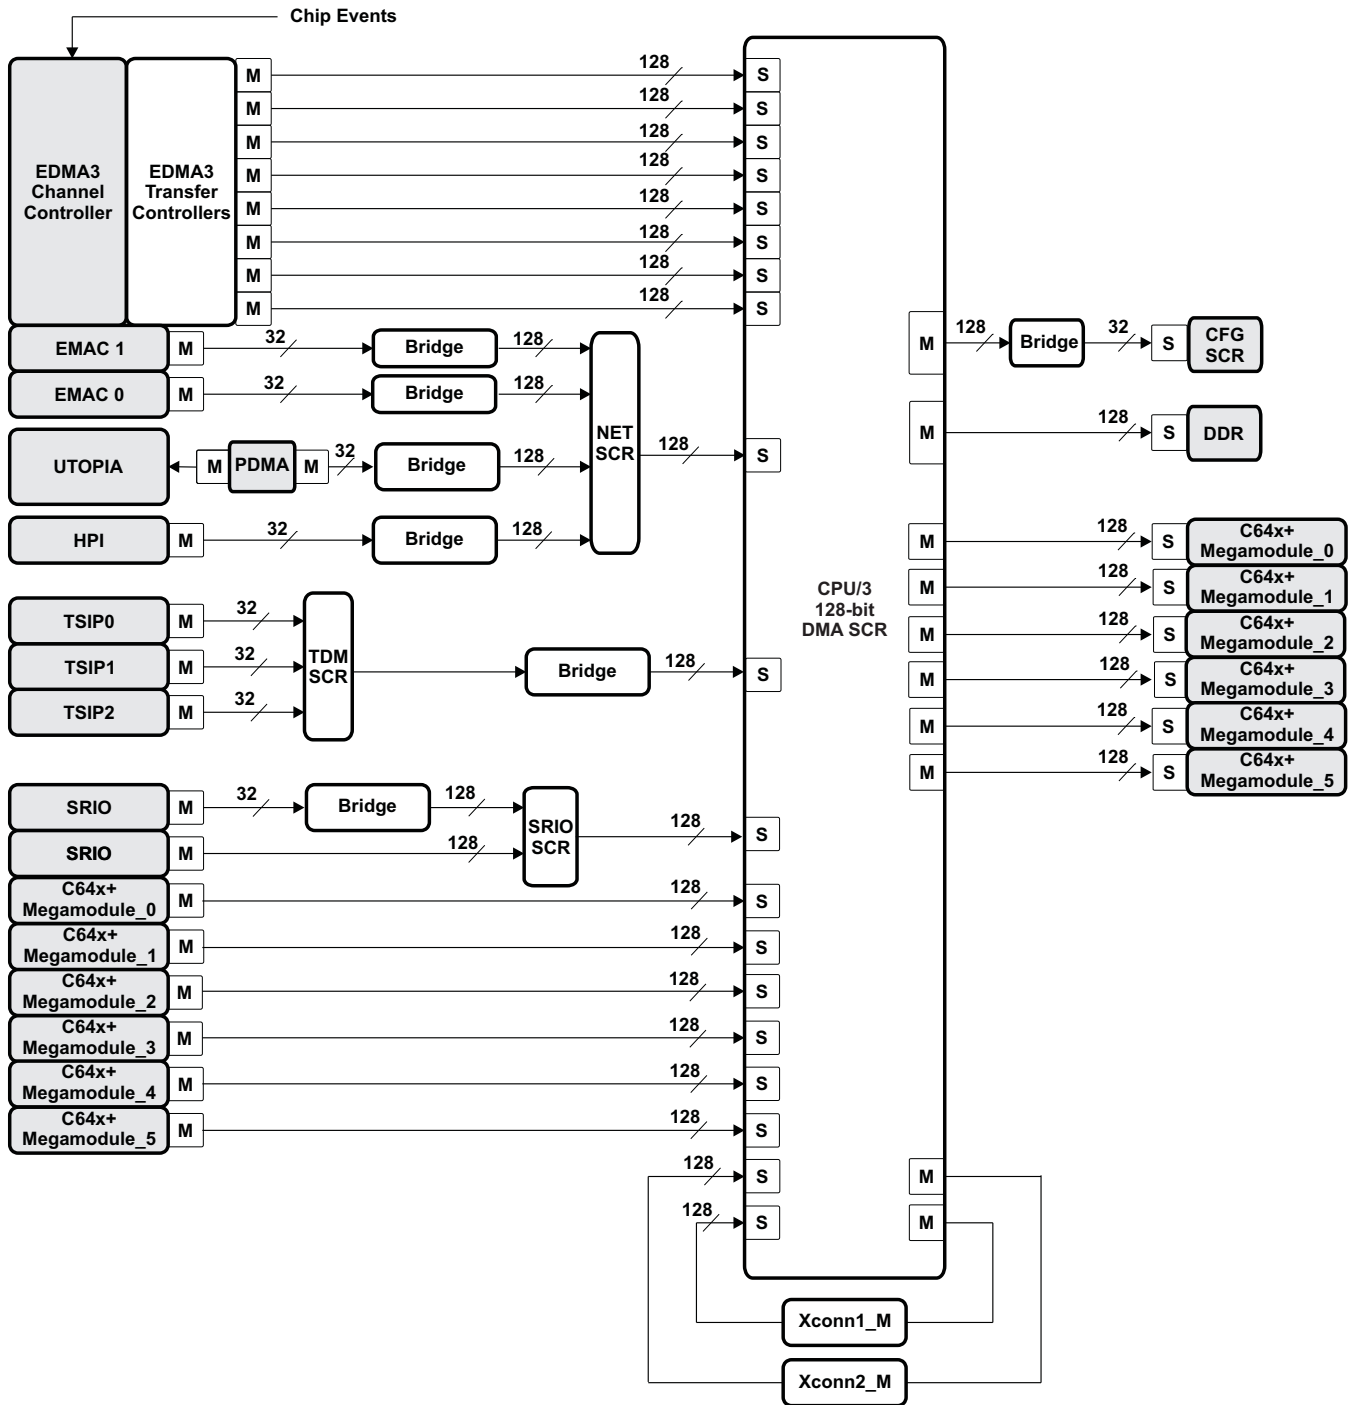 Chip Events
EDMA3
Channel
Controller
EDMA3
Transfer
Controllers
M 128 S
M 128 S
M 128 S
M 128 S
M 128 S
M 128 S
M 128 S
M 128 S
EMAC 1 M 32 Bridge 128
EMAC 0 M 32 Bridge 128
UTOPIA M PDMA M 32 Bridge 128
HPI M 32 Bridge 128
NET
SCR
128 S
TSIP0 M 32
TSIP1 M 32
TSIP2 M 32
TDM
SCR
Bridge 128 S
SRIO M 32 Bridge 128
SRIO M 128
SRIO
SCR
128 S
C64x+
Megamodule_0 M 128 S
C64x+
Megamodule_1 M 128 S
C64x+
Megamodule_2 M 128 S
C64x+
Megamodule_3 M 128 S
C64x+
Megamodule_4 M 128 S
C64x+
Megamodule_5 M 128 S
128 S
128 S
CPU/3
128-bit
DMA SCR
M 128 Bridge 32 S
CFG
SCR
M 128 S DDR
M 128 S
C64x+
Megamodule_0
M 128 S
C64x+
Megamodule_1
M 128 S
C64x+
Megamodule_2
M 128 S
C64x+
Megamodule_3
M 128 S
C64x+
Megamodule_4
M 128 S
C64x+
Megamodule_5
M
M
Xconn1_M
Xconn2_M